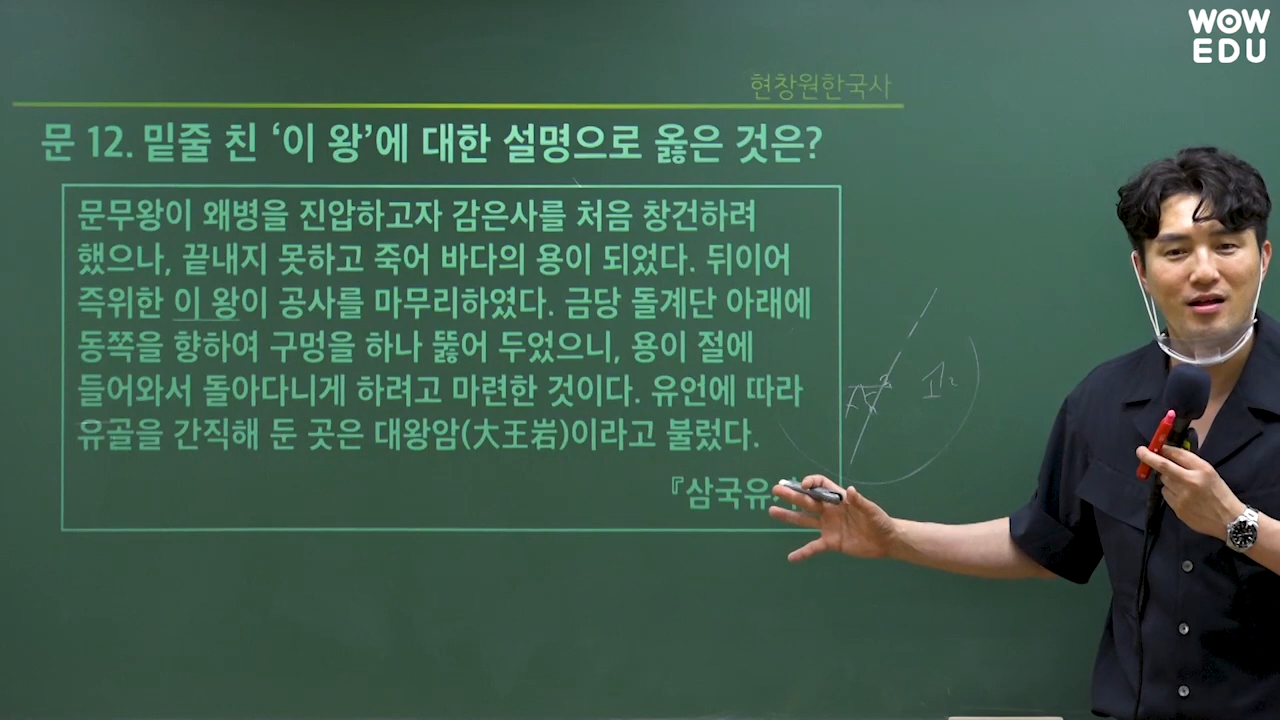 WOW
EDU
현창원한국사
문 12. 밑줄 친 ‘이 왕’에 대한 설명으로 옳은 것은?
문무왕이 왜병을 진압하고자 감은사를 처음 창건하려
했으나, 끝내지 못하고 죽어 바다의 용이 되었다. 뒤이어
즉위한 이 왕이 공사를 마무리하였다. 금당 돌계단 아래에
동쪽을 향하여 구멍을 하나 뚫어 두었으니, 용이 절에
들어와서 돌아다니게 하려고 마련한 것이다. 유언에 따라
유골을 간직해 둔 곳은 대왕암(大王岩)이라고 불렀다.